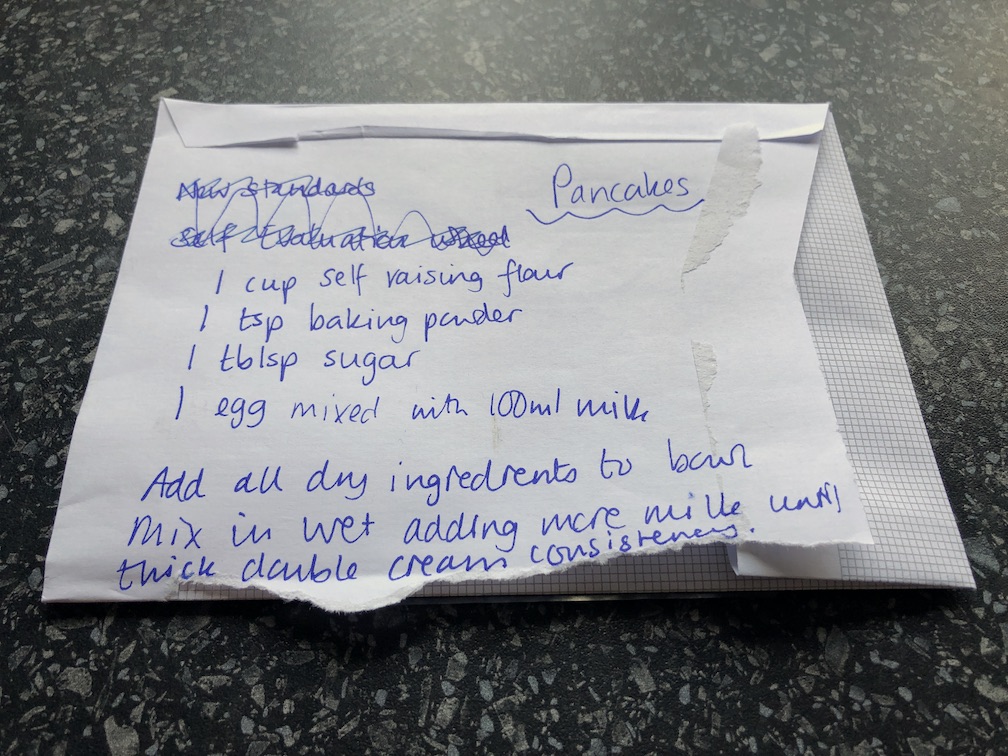 New Standards
Pancakes
Self Evaluation
1 cup self raising flour
1 tsp baking powder
1 tblsp sugar
1 egg mixed with 100ml milk
Add all dry ingredients to bowl
Mix in wet adding more milk until
thick double cream consistency.